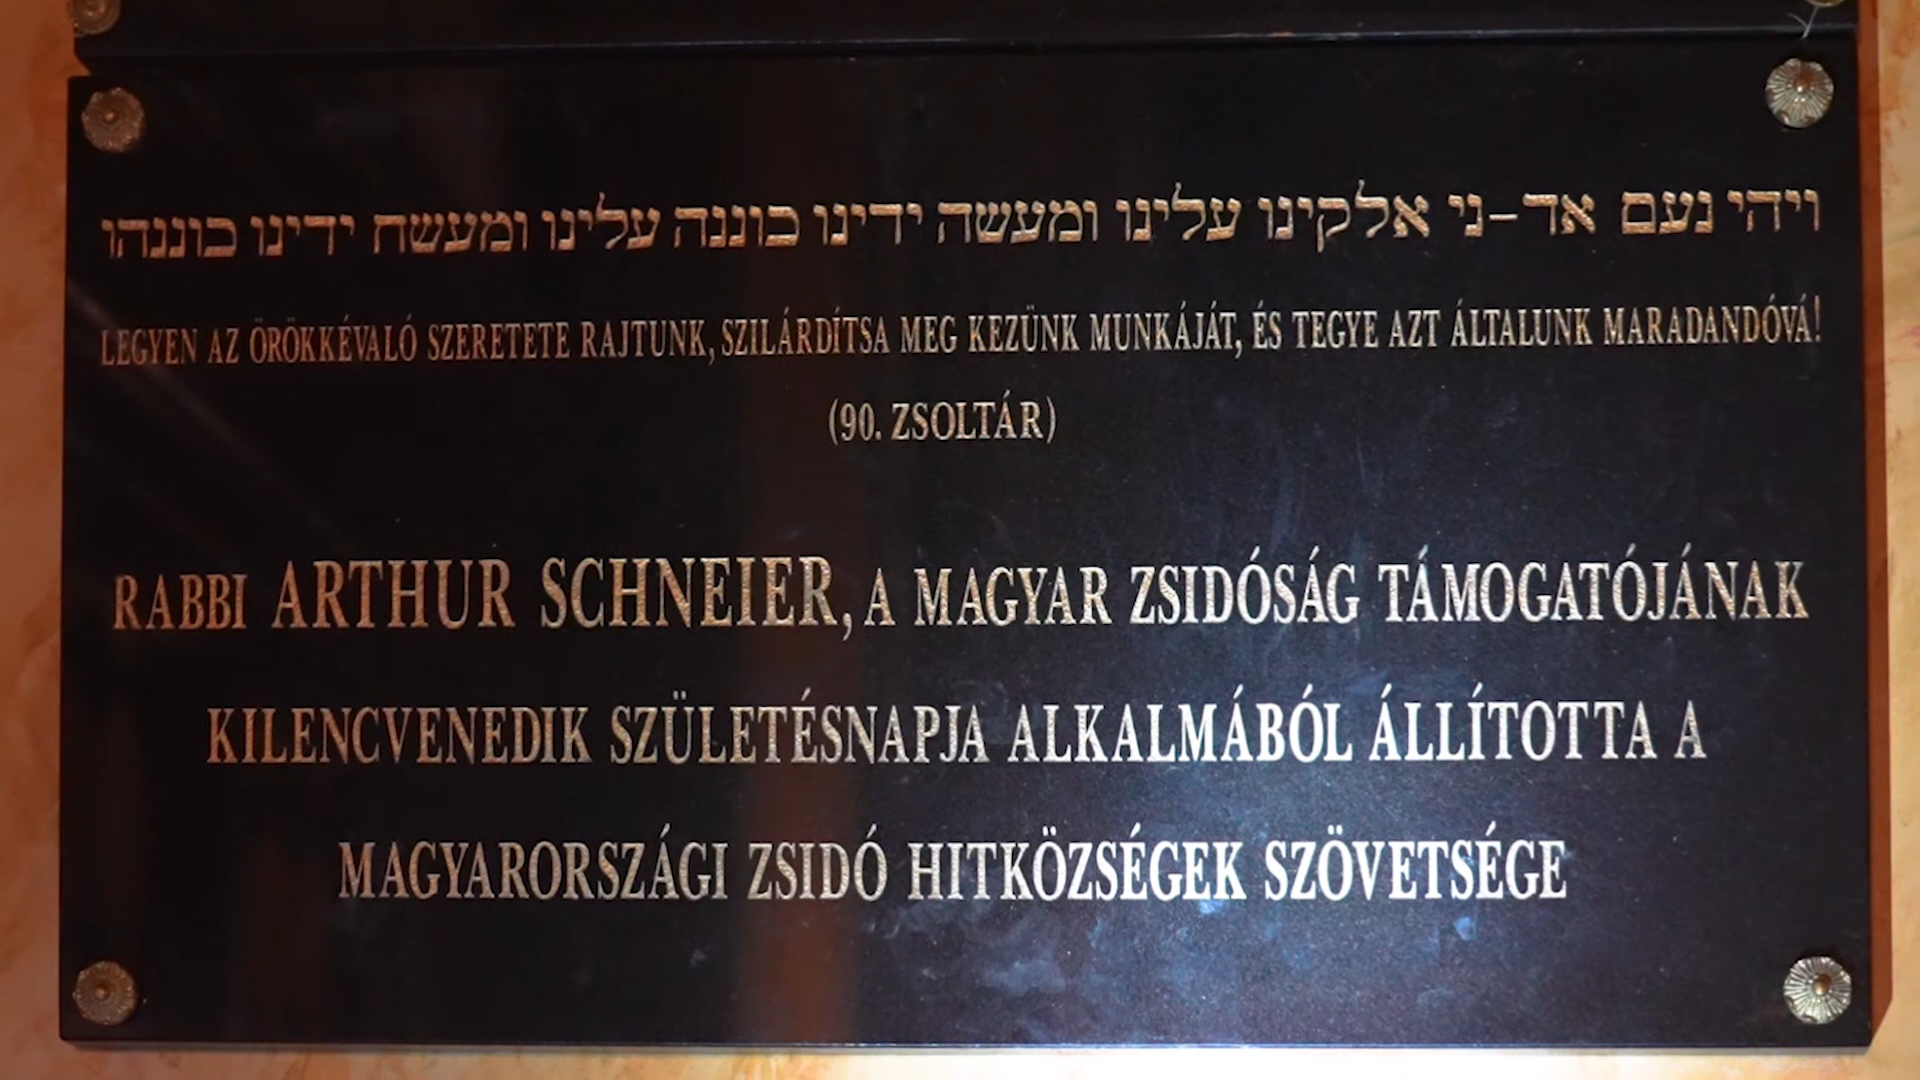 ויהי נעם אד-ני אלקינו עלינו ומעשה ידינו כוננה עלינו ומעשח ידינו כוננהו
LEGYEN AZ ÖRÖKKÉVALÓ SZERETETE RAJTUNK, SZILÁRDÍTSA MEG KEZÜNK MUNKÁJÁT, ÉS TEGYE AZT ÁLTALUNK MARADANDÓVÁ!
(90. ZSOLTÁR)
RABBI ARTHUR SCHNEIER, A MAGYAR ZSIDÓSÁG TÁMOGATÓJÁNAK
KILENCVENEDIK SZÜLETÉSNAPJA ALKALMÁBÓL ÁLLÍTOTTA A
MAGYARORSZÁGI ZSIDÓ HITKÖZSÉGEK SZÖVETSÉGE